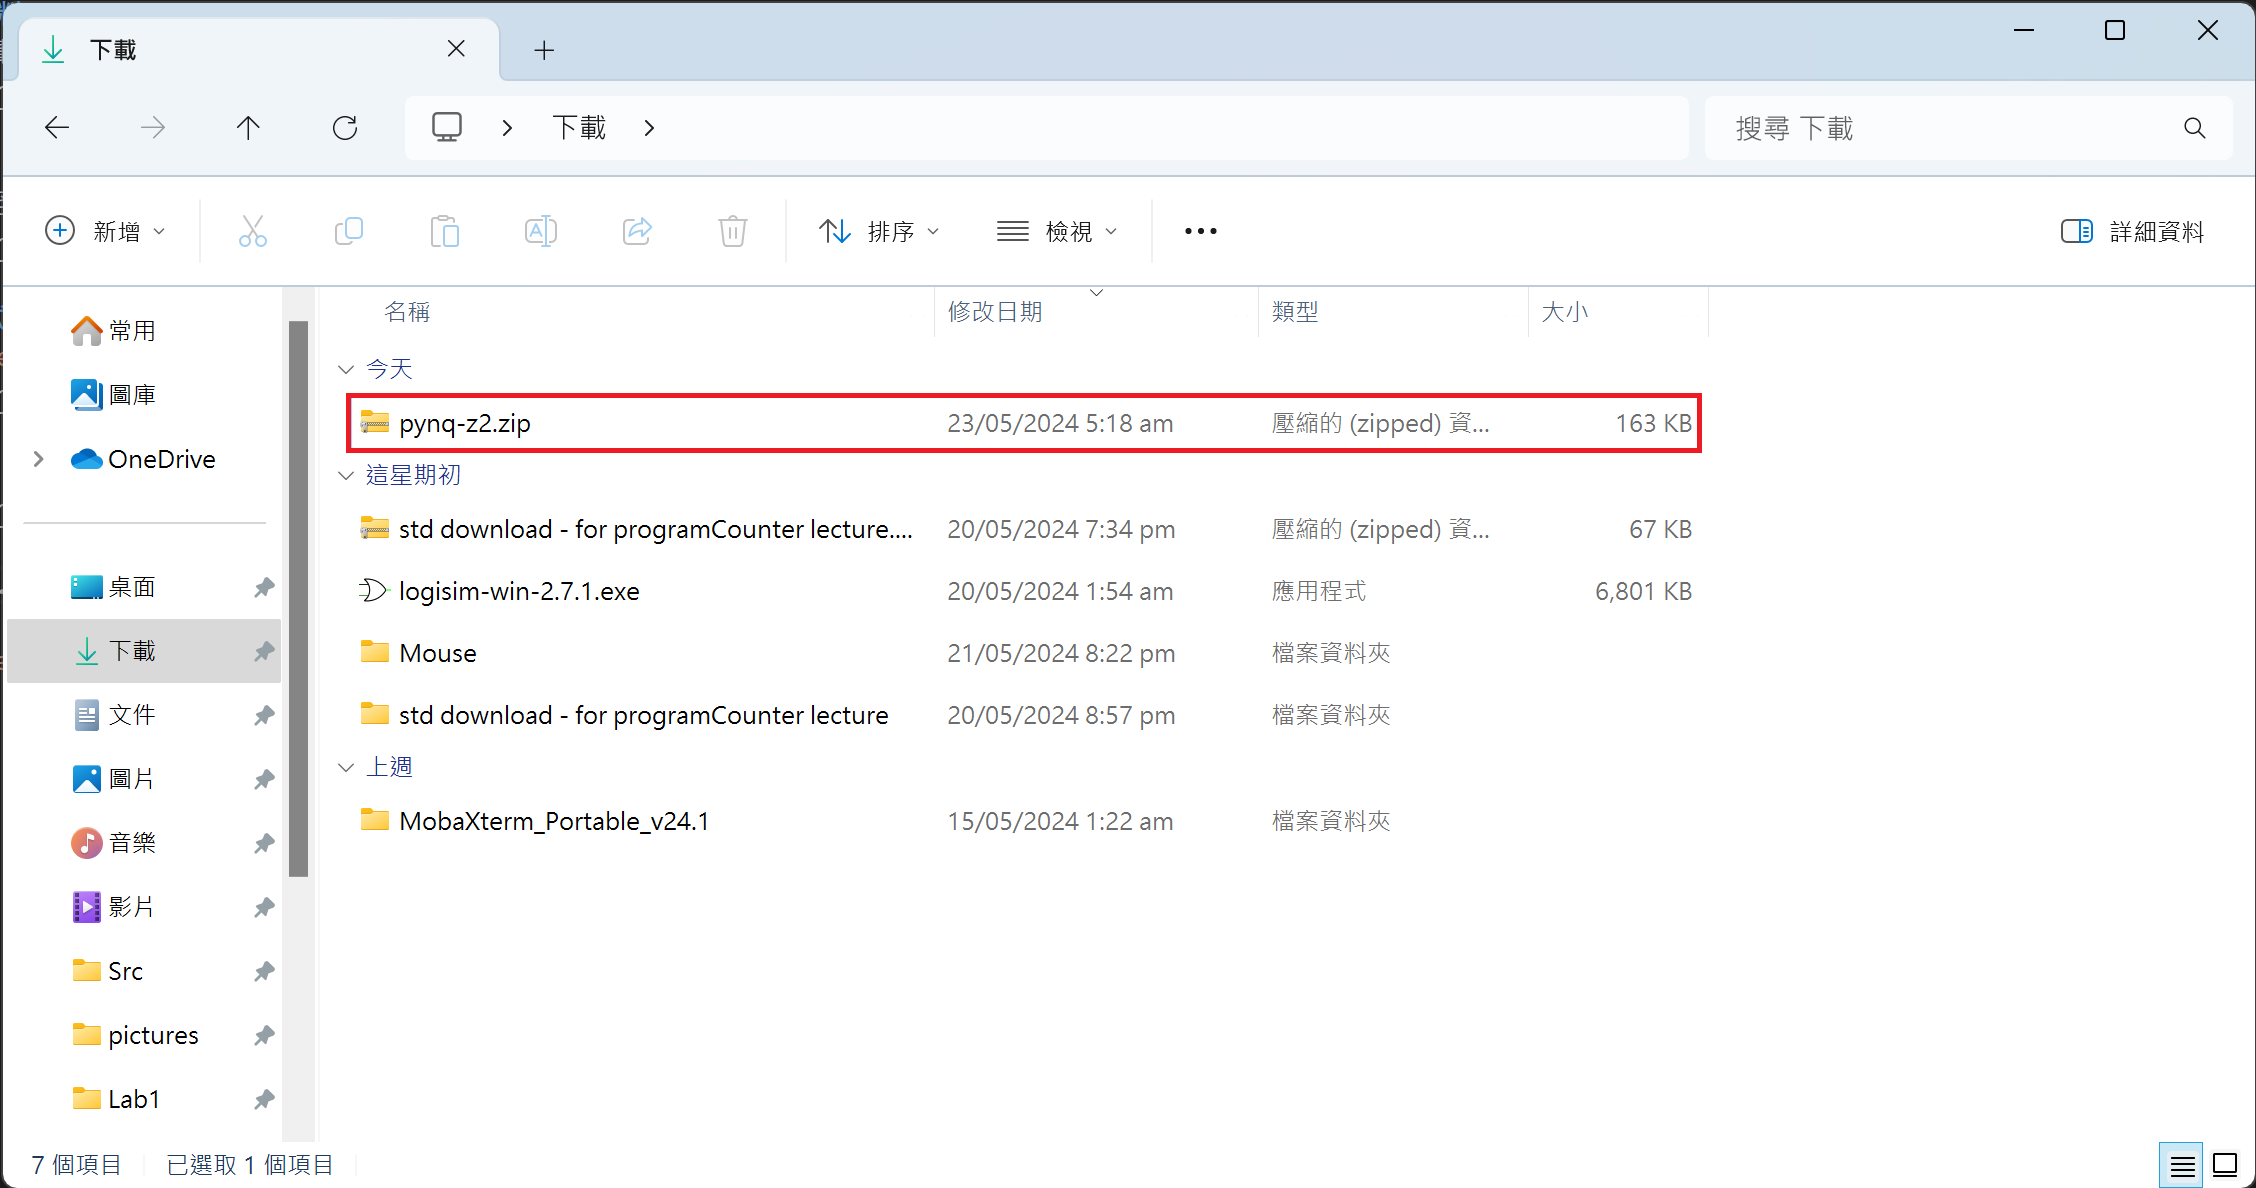 下載
下載
搜尋 下載
新增
排序
檢視
詳細資料
名稱 修改日期 類型 大小
常用
圖庫
OneDrive
桌面
下載
文件
圖片
音樂
影片
Src
pictures
Lab1
今天
pynq-z2.zip 23/05/2024 5:18 am 壓縮的 (zipped) 資... 163 KB
這星期初
std download - for programCounter lecture.... 20/05/2024 7:34 pm 壓縮的 (zipped) 資... 67 KB
logisim-win-2.7.1.exe 20/05/2024 1:54 am 應用程式 6,801 KB
Mouse 21/05/2024 8:22 pm 檔案資料夾
std download - for programCounter lecture 20/05/2024 8:57 pm 檔案資料夾
上週
MobaXterm_Portable_v24.1 15/05/2024 1:22 am 檔案資料夾
7 個項目 已選取 1 個項目